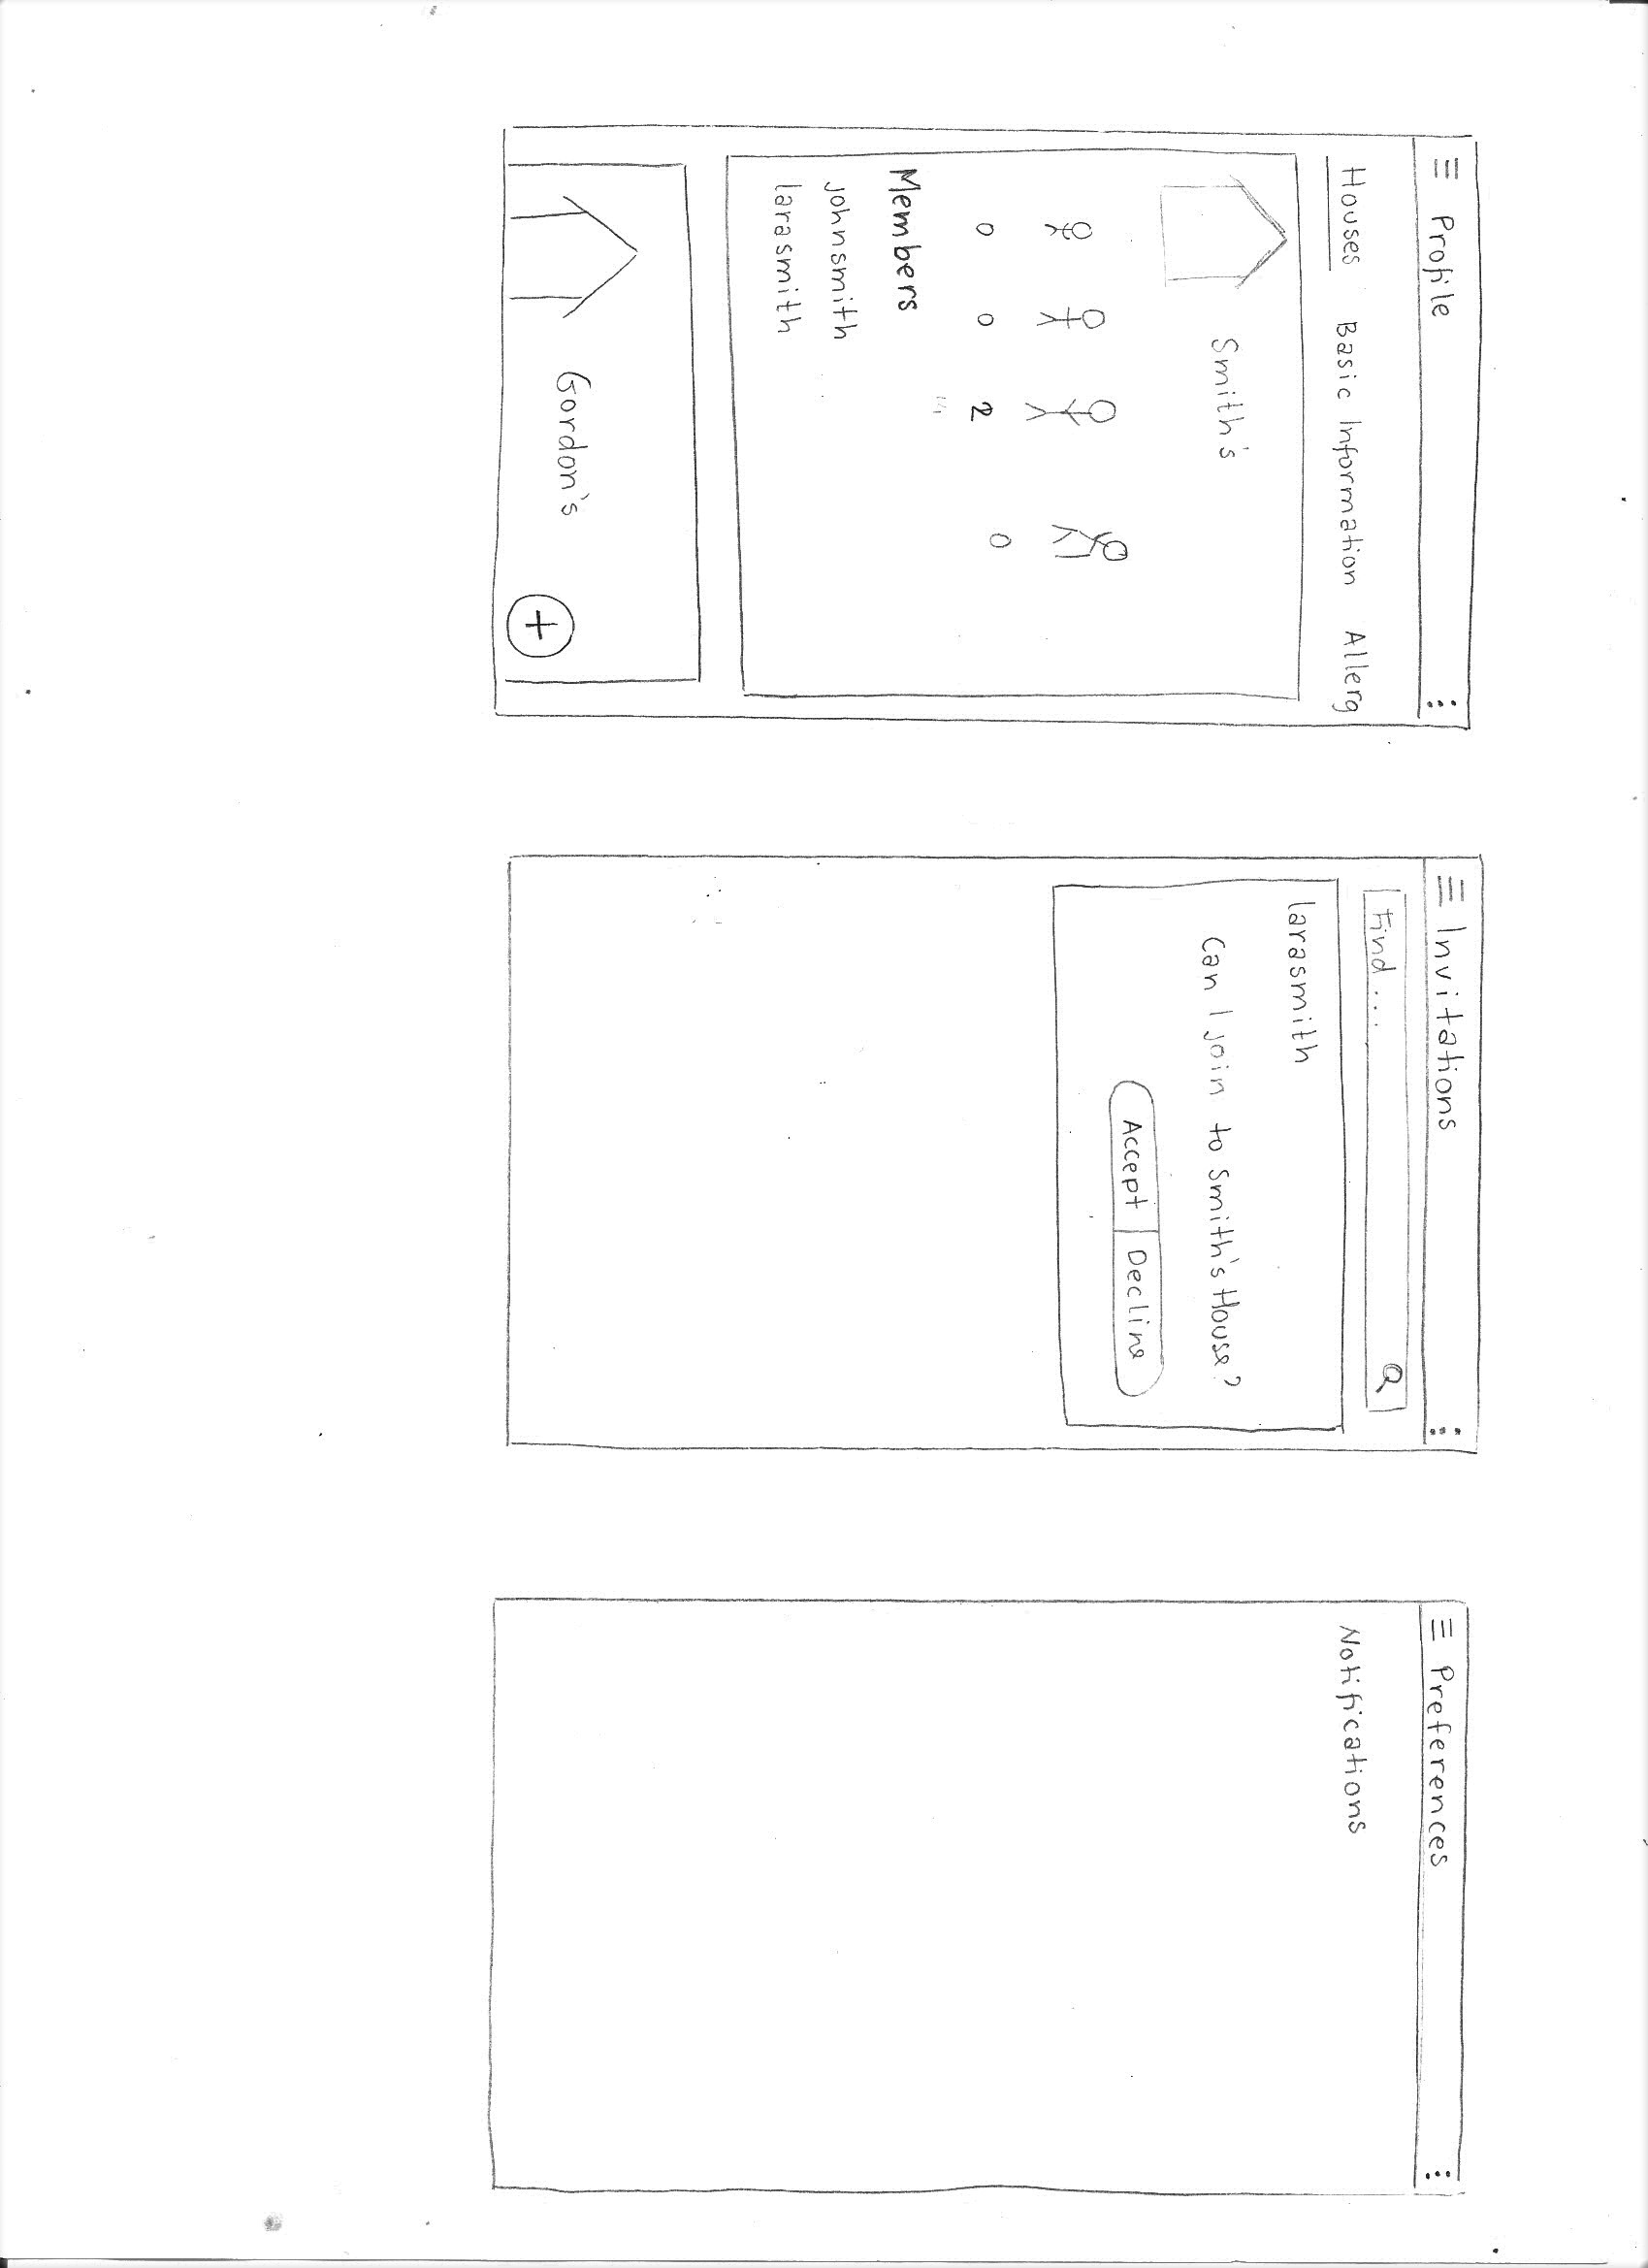 Profile
Houses Basic Information Allerg
Smith's
0 0 2 0
Members
johnsmith
larasmith
Gordon's
+
Invitations
Find ...
larasmith
Can I join to Smith's House?
Accept Decline
Preferences
Notifications